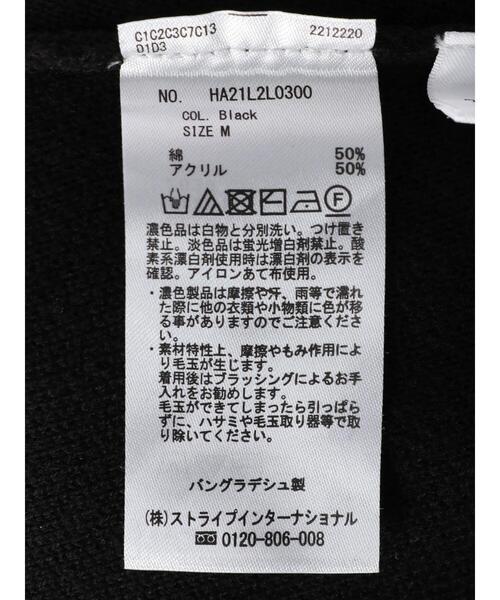 C1C2C3C7C13
D1D3
2212220
NO. HA21L2L0300
COL. Black
SIZE M
綿 50%
アクリル 50%
濃色品は白物と分別洗い。つけ置き
禁止。淡色品は蛍光増白剤禁止。酸
素系漂白剤使用時は漂白剤の表示を
確認。アイロンあて布使用。
・濃色製品は摩擦や汗、雨等で濡れ
た際に他の衣類や小物類に色が移
る事がありますのでご注意くださ
い。
・素材特性上、摩擦やもみ作用によ
り毛玉が生じます。
着用後はブラッシングによるお手
入れをお勧めします。
毛玉ができてしまったら引っぱら
ずに、ハサミや毛玉取り器等で取
り除いてください。
バングラデシュ製
(株)ストライプインターナショナル
0120-806-008